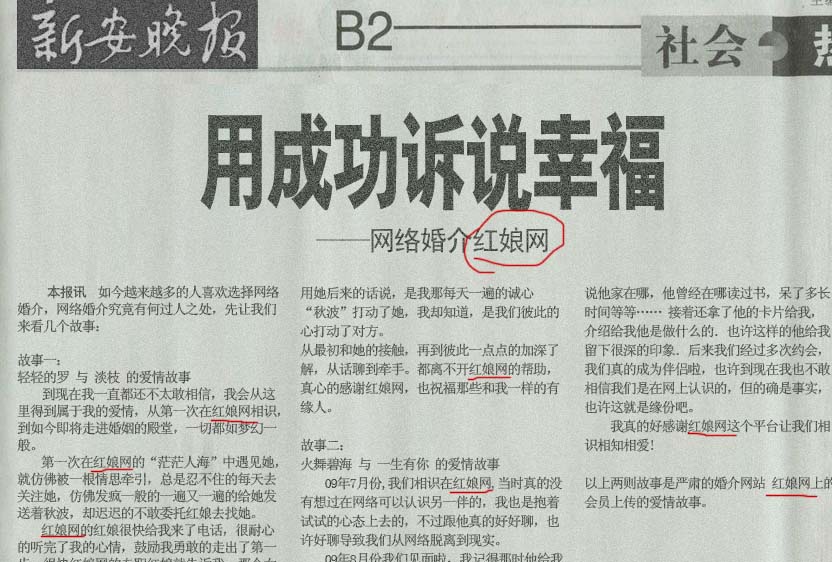 新安晚报
B2
社会
用成功诉说幸福
——网络婚介红娘网
本报讯 如今越来越多的人喜欢选择网络
婚介，网络婚介究竟有何过人之处，先让我们
来看几个故事：
故事一：
轻轻的罗 与 淡枝 的爱情故事
到现在我一直都还不太敢相信，我会从这
里得到属于我的爱情，从第一次在红娘网相识，
到如今即将走进婚姻的殿堂，一切都如梦幻一
般。
第一次在红娘网的“茫茫人海”中遇见她，
就仿佛被一根情思牵引，总是忍不住的每天去
关注她，仿佛发疯一般的一遍又一遍的给她发
送着秋波，却迟迟的不敢委托红娘去找她。
红娘网的红娘很快给我来了电话，很耐心
的听完了我的心情，鼓励我勇敢的走出了第一
用她后来的话说，是我那每天一遍的诚心
“秋波”打动了她，我却知道，是我们彼此的
心打动了对方。
从最初和她的接触，再到彼此一点点的加深了
解，从话聊到牵手。都离不开红娘网的帮助，
真心的感谢红娘网，也祝福那些和我一样的有
缘人。
故事二：
火舞碧海 与 一生有你 的爱情故事
09年7月份,我们相识在红娘网,当时真的没
有想过在网络可以认识另一伴的，我也是抱着
试试的心态上去的，不过跟他真的好好聊，也
许好聊导致我们从网络脱离到现实。
09年8月份我们见面啦，我记得那时他给我
说他家在哪，他曾经在哪读过书，呆了多长
时间等等…… 接着还拿了他的卡片给我，
介绍给我他是做什么的．也许这样的他给我
留下很深的印象．后来我们经过多次约会，
我们真的成为伴侣啦，也许到现在我也不敢
相信我们是在网上认识的，但的确是事实，
也许这就是缘份吧。
我真的好感谢红娘网这个平台让我们相
识相知相爱！
以上两则故事是严肃的婚介网站 红娘网上的
会员上传的爱情故事。